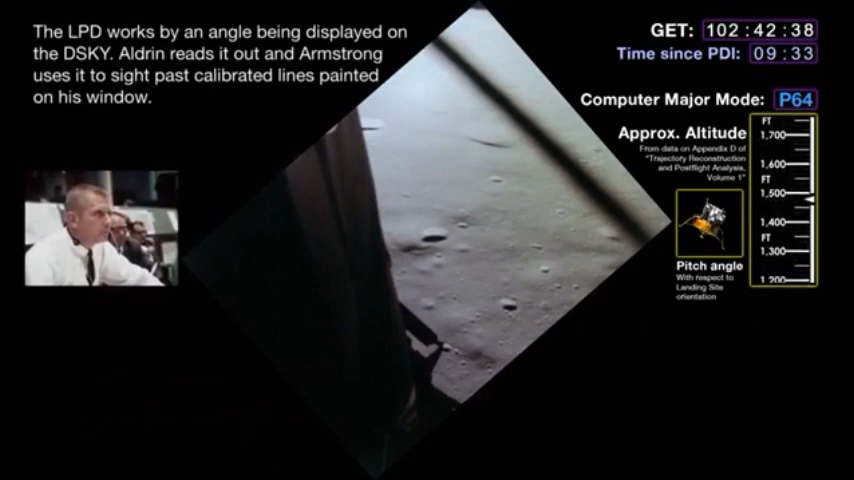 The LPD works by an angle being displayed on
the DSKY. Aldrin reads it out and Armstrong
uses it to sight past calibrated lines painted
on his window.
GET: 102:42:38
Time since PDI: 09:33
Computer Major Mode: P64
Approx. Altitude
From data on Appendix D of
"Trajectory Reconstruction
and Postflight Analysis,
Volume 1"
FT
1,700
1,600
FT
1,500
1,400
FT
1,300
1,200
Pitch angle
With respect to
Landing Site
orientation